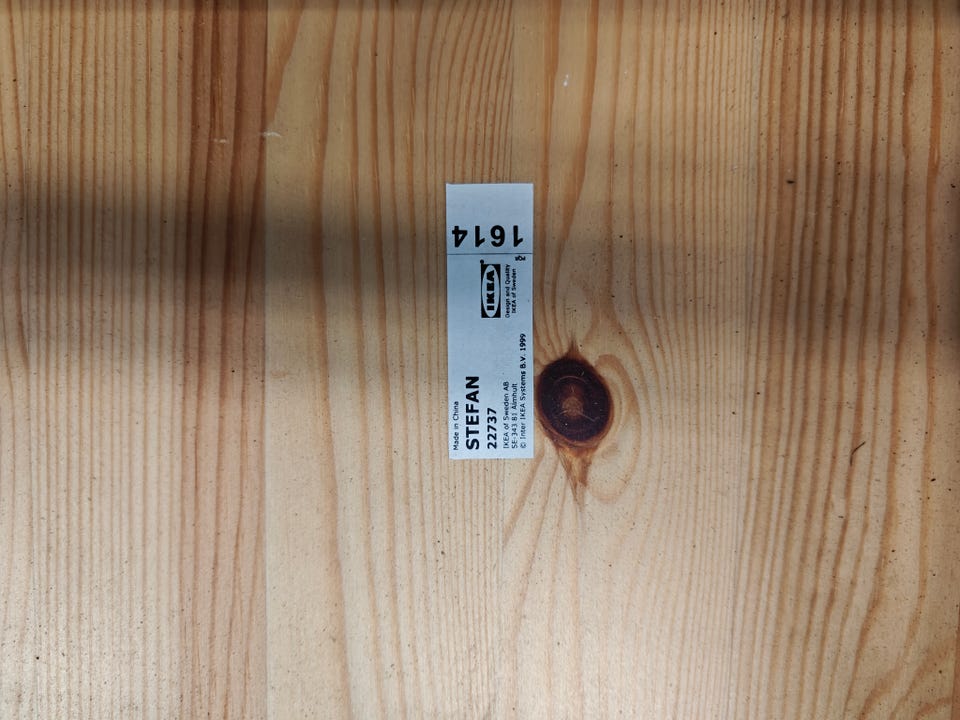 Made in China
STEFAN
22737
IKEA of Sweden AB
SE-343 81 Älmhult
© Inter IKEA Systems B.V. 1999
IKEA®
Design and Quality
IKEA of Sweden
1614